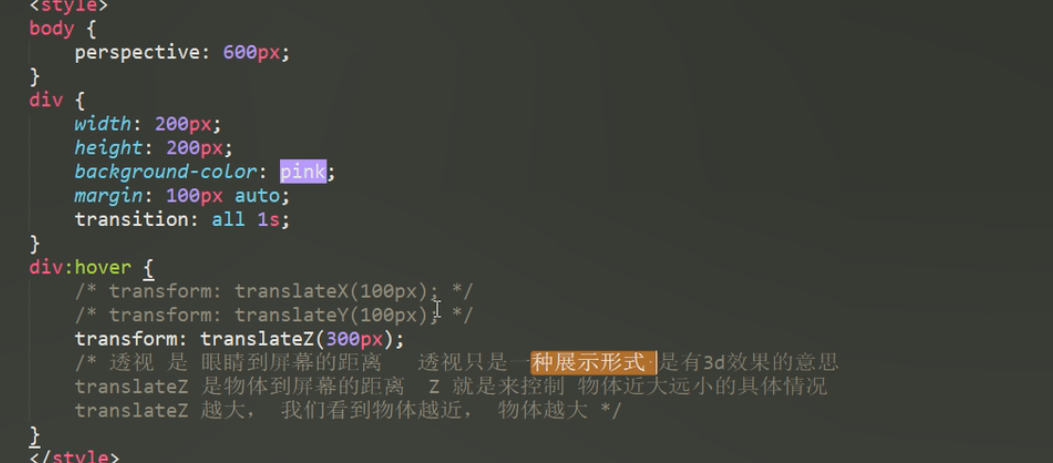 <style>
body {
perspective: 600px;
}
div {
width: 200px;
height: 200px;
background-color: pink;
margin: 100px auto;
transition: all 1s;
}
div:hover {
/* transform: translateX(100px); */
/* transform: translateY(100px); */
transform: translateZ(300px);
/* 透视 是 眼睛到屏幕的距离 透视只是一种展示形式 是有3d效果的意思
translateZ 是物体到屏幕的距离 Z 就是来控制 物体近大远小的具体情况
translateZ 越大， 我们看到物体越近， 物体越大 */
}
</style>